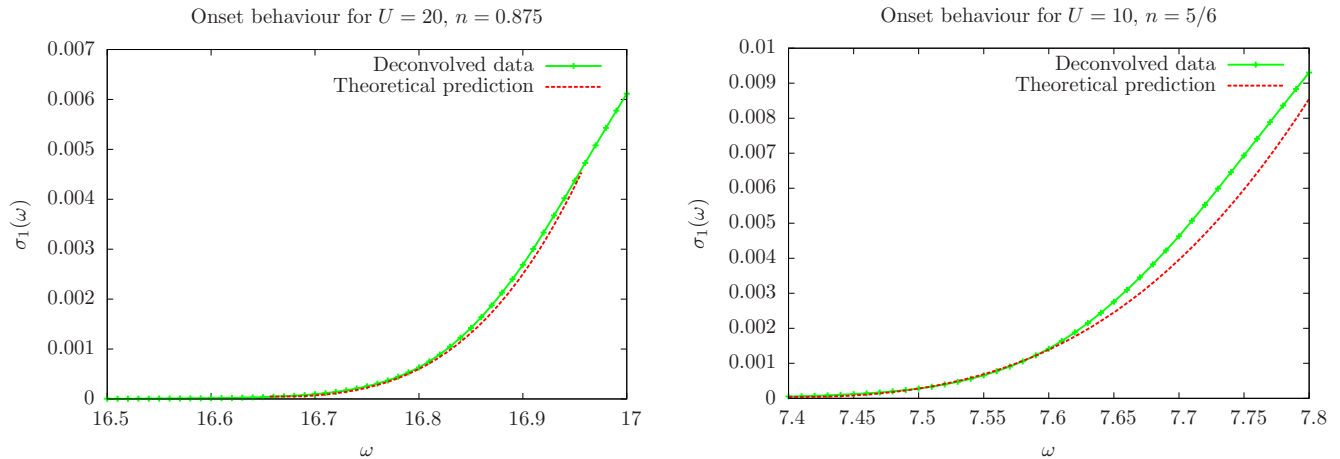 Onset behaviour for U = 20, n = 0.875
0.007
0.006
0.005
0.004
0.003
0.002
0.001
0
σ₁(ω)
Deconvolved data
Theoretical prediction
16.5 16.6 16.7 16.8 16.9 17
ω
Onset behaviour for U = 10, n = 5/6
0.01
0.009
0.008
0.007
0.006
0.005
0.004
0.003
0.002
0.001
0
σ₁(ω)
Deconvolved data
Theoretical prediction
7.4 7.45 7.5 7.55 7.6 7.65 7.7 7.75 7.8
ω